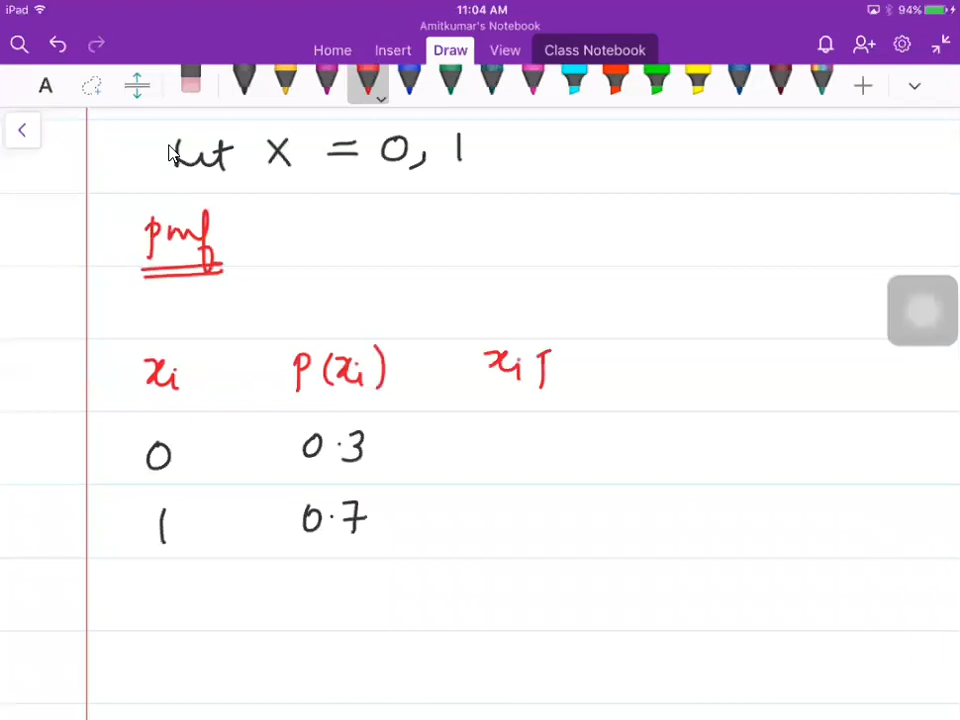 iPad 11:04 AM 94%
Amitkumar's Notebook
Home Insert Draw View Class Notebook
A
Let X = 0, 1
pmf
xi P(xi) xi
0 0.3
1 0.7